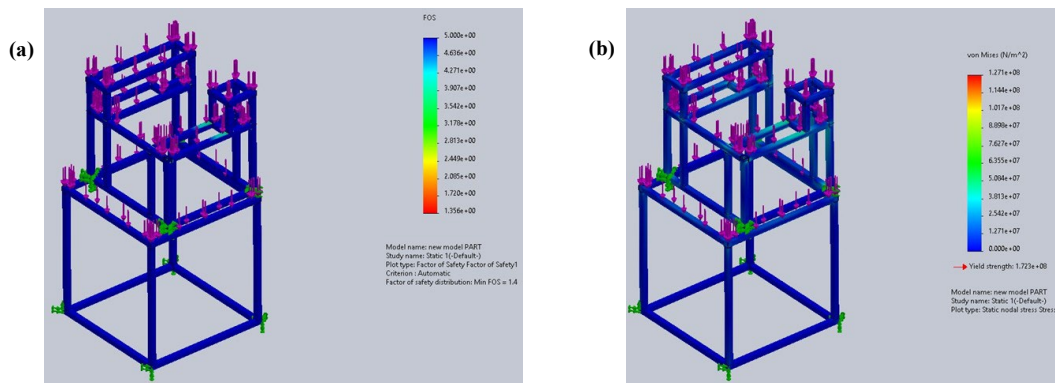 (a)
FOS
5.000e+00
4.636e+00
4.271e+00
3.907e+00
3.542e+00
3.178e+00
2.813e+00
2.449e+00
2.085e+00
1.720e+00
1.356e+00
Model name: new model PART
Study name: Static 1(-Default-)
Plot type: Factor of Safety Factor of Safety1
Criterion : Automatic
Factor of safety distribution: Min FOS = 1.4
(b)
von Mises (N/m^2)
1.271e+08
1.144e+08
1.017e+08
8.898e+07
7.627e+07
6.355e+07
5.084e+07
3.813e+07
2.542e+07
1.271e+07
0.000e+00
Yield strength: 1.723e+08
Model name: new model PART
Study name: Static 1(-Default-)
Plot type: Static nodal stress Stress